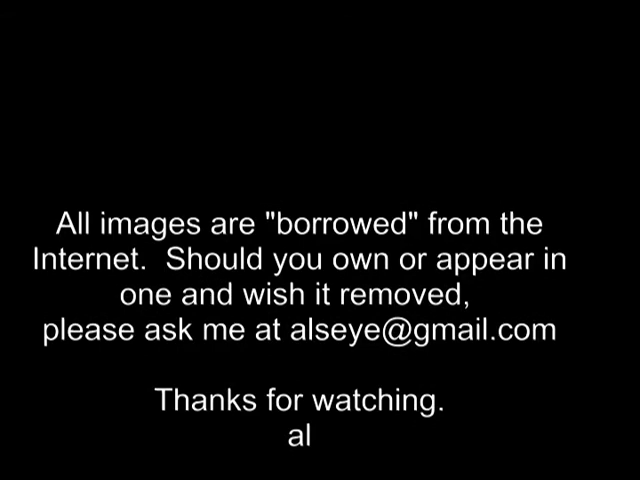 All images are "borrowed" from the
Internet.  Should you own or appear in
one and wish it removed,
please ask me at alseye@gmail.com
Thanks for watching.
al